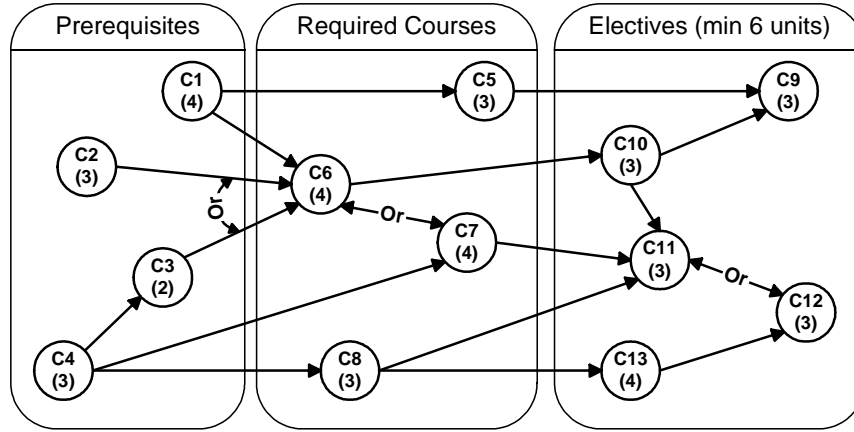 Prerequisites
Required Courses
Electives (min 6 units)
C1
(4)
C5
(3)
C9
(3)
C2
(3)
C6
(4)
C10
(3)
Or
Or
C7
(4)
C3
(2)
C11
(3)
Or
C12
(3)
C4
(3)
C8
(3)
C13
(4)